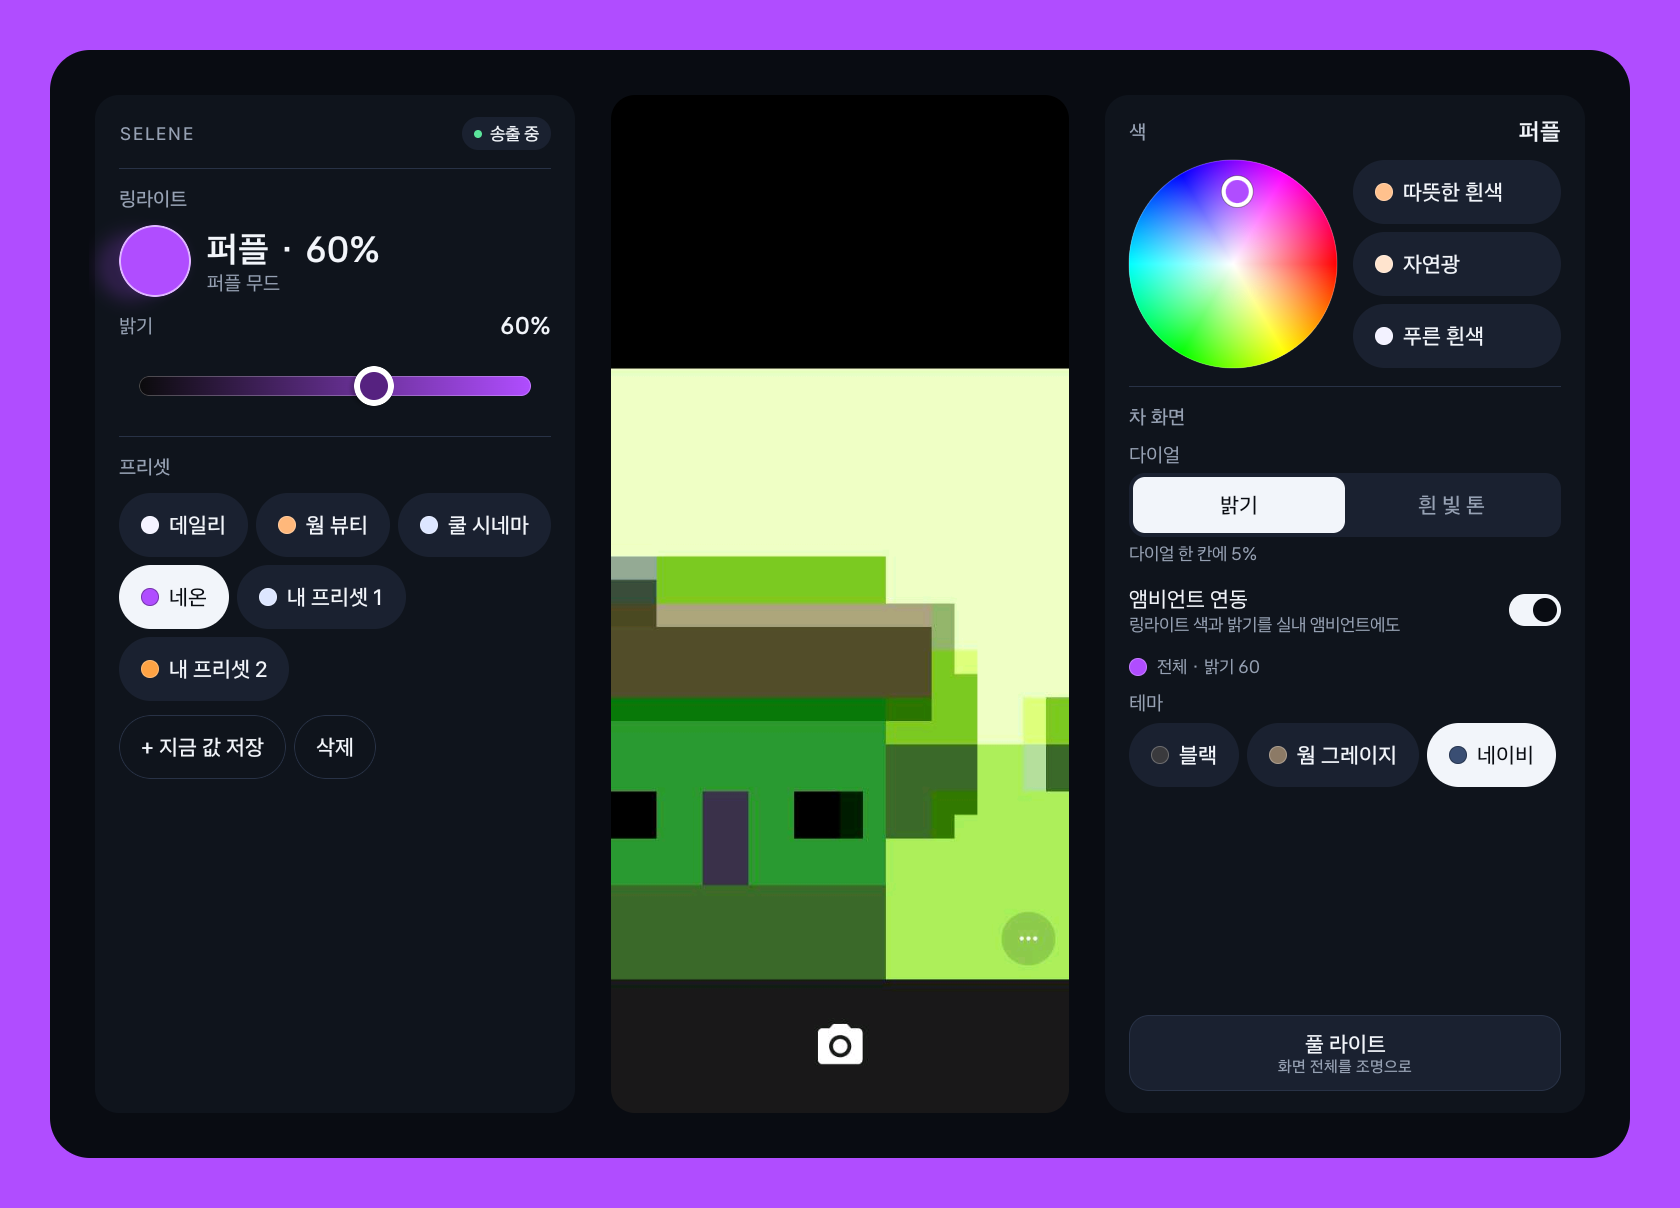 SELENE
송출 중
링라이트
퍼플 · 60%
퍼플 무드
밝기
60%
프리셋
데일리
웜 뷰티
쿨 시네마
네온
내 프리셋 1
내 프리셋 2
+ 지금 값 저장
삭제
색
퍼플
따뜻한 흰색
자연광
푸른 흰색
차 화면
다이얼
밝기
흰 빛 톤
다이얼 한 칸에 5%
앰비언트 연동
링라이트 색과 밝기를 실내 앰비언트에도
전체 · 밝기 60
테마
블랙
웜 그레이지
네이비
풀 라이트
화면 전체를 조명으로